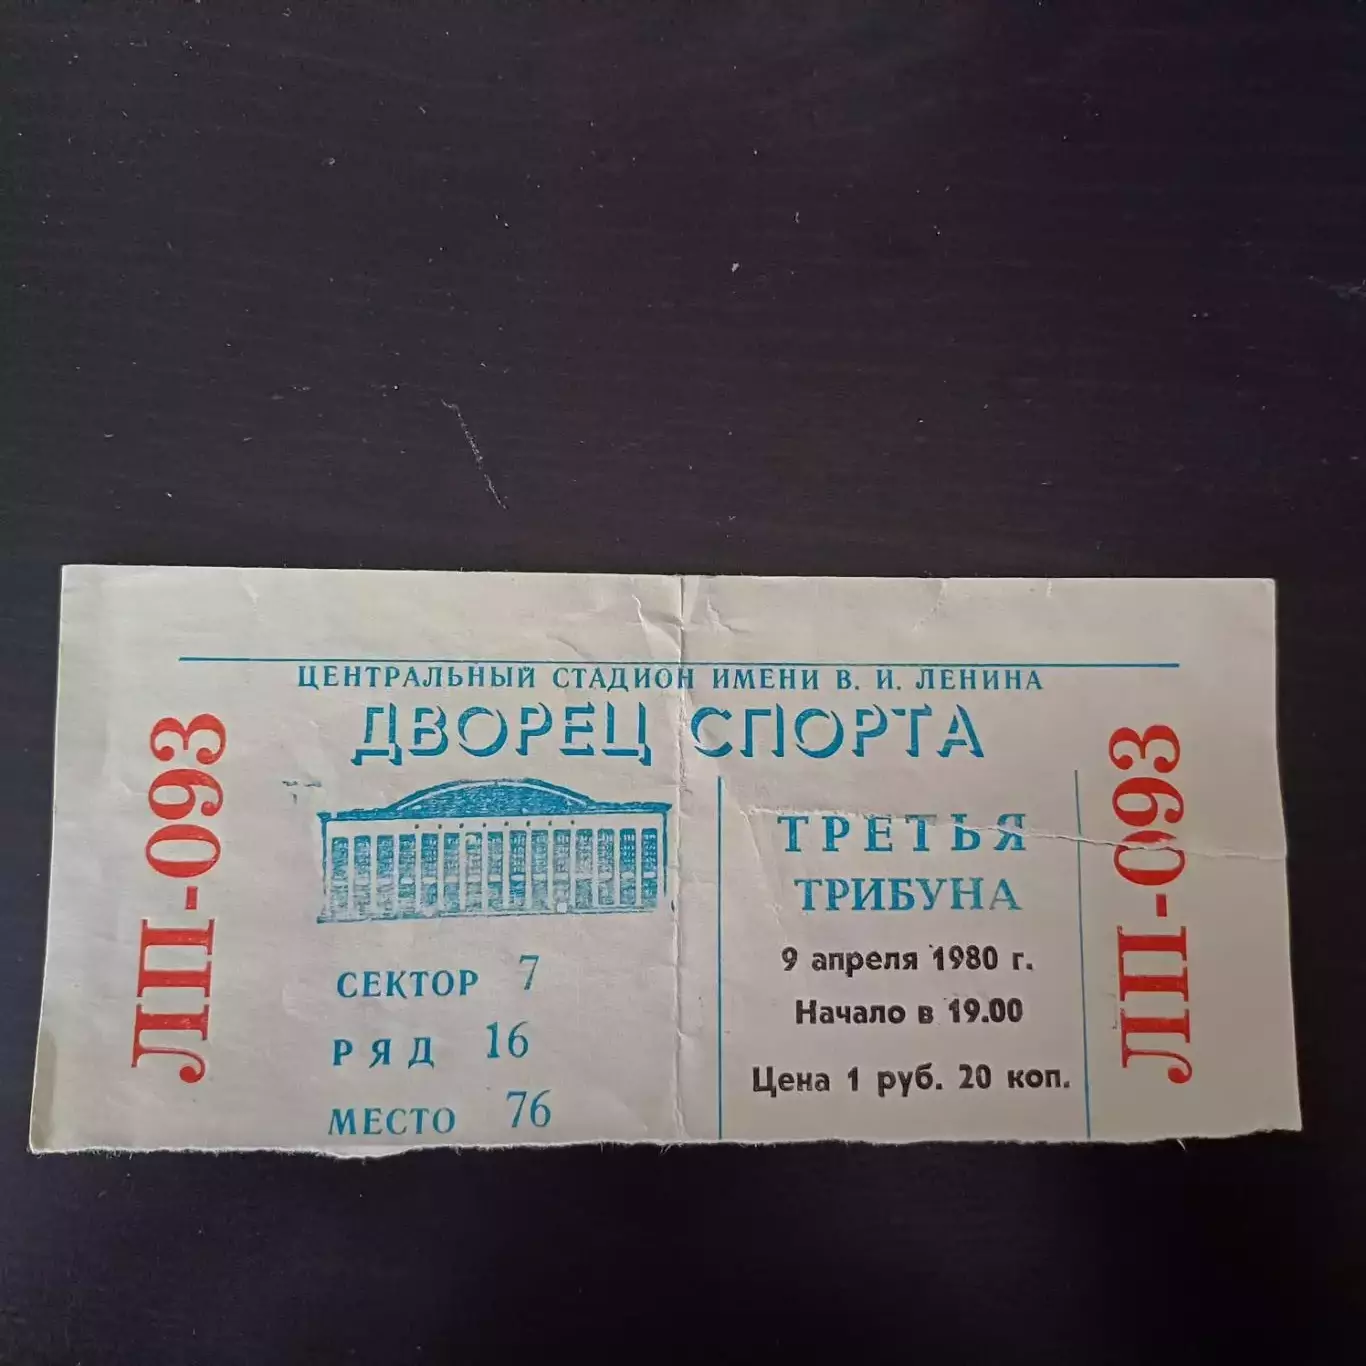 ЦЕНТРАЛЬНЫЙ СТАДИОН ИМЕНИ В. И. ЛЕНИНА
ДВОРЕЦ СПОРТА
ЛП-093
СЕКТОР 7
РЯД 16
МЕСТО 76
ТРЕТЬЯ
ТРИБУНА
9 апреля 1980 г.
Начало в 19.00
Цена 1 руб. 20 коп.
ЛП-093